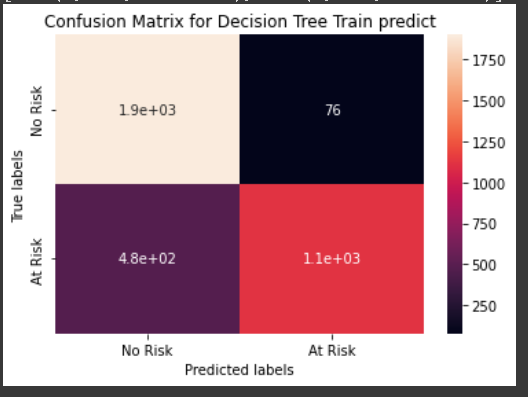 Confusion Matrix for Decision Tree Train predict
No Risk
1.9e+03
76
1750
1500
1250
1000
750
500
250
True labels
At Risk
4.8e+02
1.1e+03
No Risk
At Risk
Predicted labels